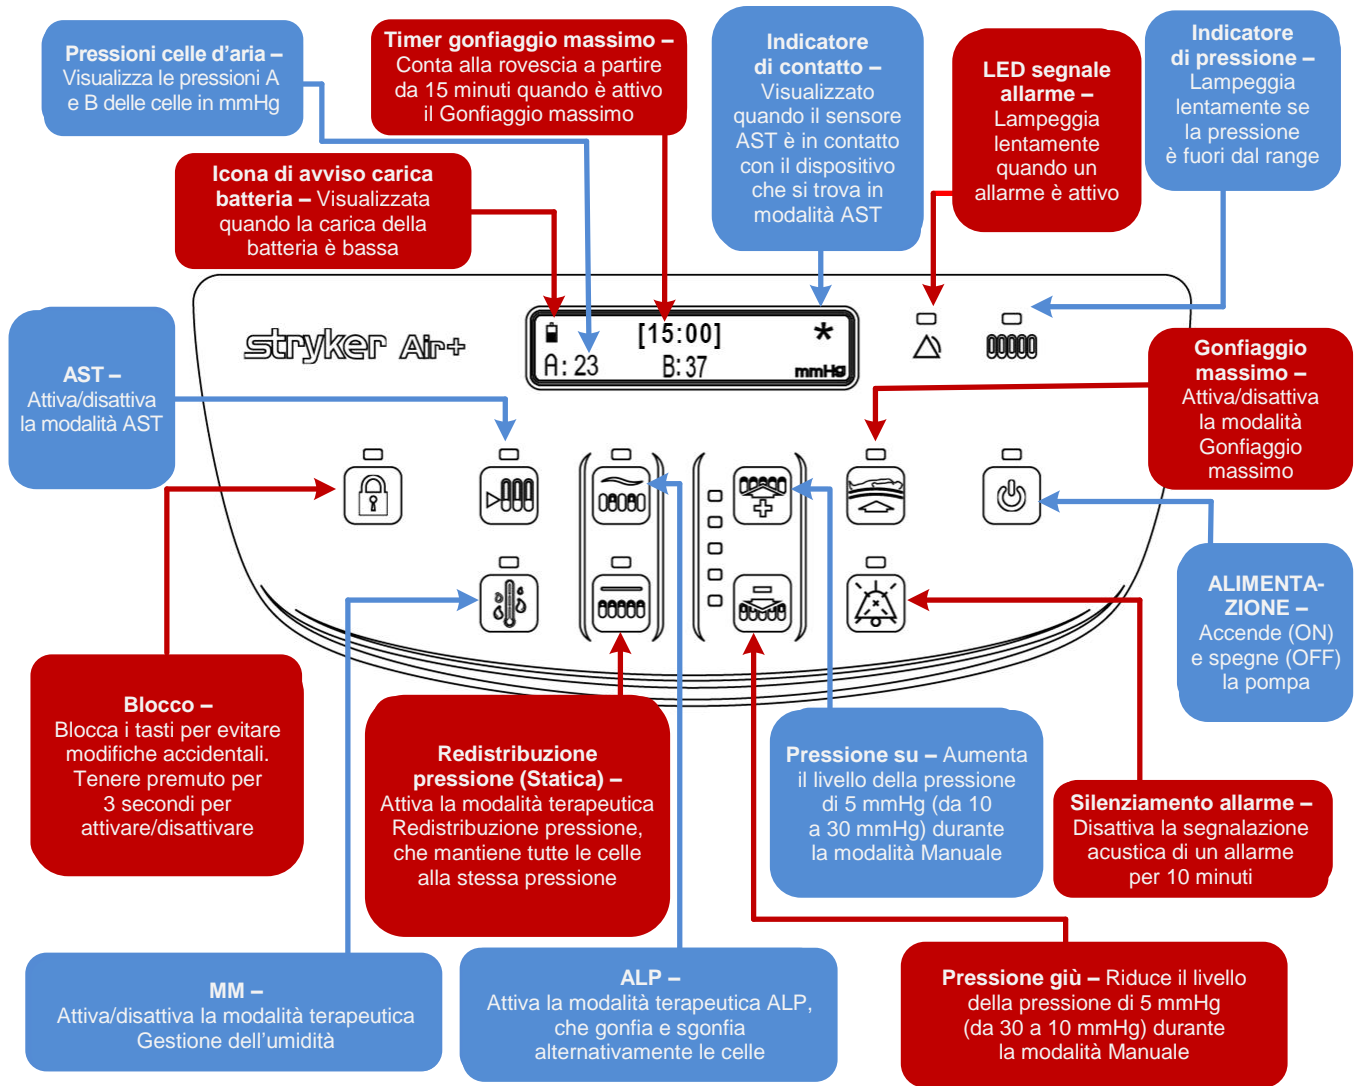 Pressioni celle d'aria –
Visualizza le pressioni A
e B delle celle in mmHg
Timer gonfiaggio massimo –
Conta alla rovescia a partire
da 15 minuti quando è attivo
il Gonfiaggio massimo
Indicatore
di contatto –
Visualizzato
quando il sensore
AST è in contatto
con il dispositivo
che si trova in
modalità AST
LED segnale
allarme –
Lampeggia
lentamente
quando un
allarme è attivo
Indicatore
di pressione –
Lampeggia
lentamente se
la pressione
è fuori dal range
Icona di avviso carica
batteria – Visualizzata
quando la carica della
batteria è bassa
stryker Air+
[15:00] *
A: 23 B: 37 mmHg
AST –
Attiva/disattiva
la modalità AST
Gonfiaggio
massimo –
Attiva/disattiva
la modalità
Gonfiaggio
massimo
ALIMENTA-
ZIONE –
Accende (ON)
e spegne (OFF)
la pompa
Blocco –
Blocca i tasti per evitare
modifiche accidentali.
Tenere premuto per
3 secondi per
attivare/disattivare
Redistribuzione
pressione (Statica) –
Attiva la modalità terapeutica
Redistribuzione pressione,
che mantiene tutte le celle
alla stessa pressione
Pressione su – Aumenta
il livello della pressione
di 5 mmHg (da 10
a 30 mmHg) durante
la modalità Manuale
Silenziamento allarme –
Disattiva la segnalazione
acustica di un allarme
per 10 minuti
MM –
Attiva/disattiva la modalità terapeutica
Gestione dell'umidità
ALP –
Attiva la modalità terapeutica ALP,
che gonfia e sgonfia
alternativamente le celle
Pressione giù – Riduce il livello
della pressione di 5 mmHg
(da 30 a 10 mmHg) durante
la modalità Manuale